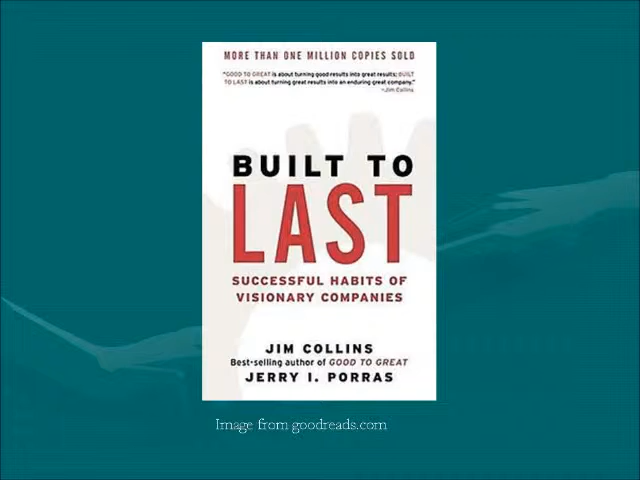 MORE THAN ONE MILLION COPIES SOLD
"GOOD TO GREAT is about turning good results into great results; BUILT
TO LAST is about turning great results into an enduring great company."
—Jim Collins
BUILT TO
LAST
SUCCESSFUL HABITS OF
VISIONARY COMPANIES
JIM COLLINS
Best-selling author of GOOD TO GREAT
JERRY I. PORRAS
Image from goodreads.com